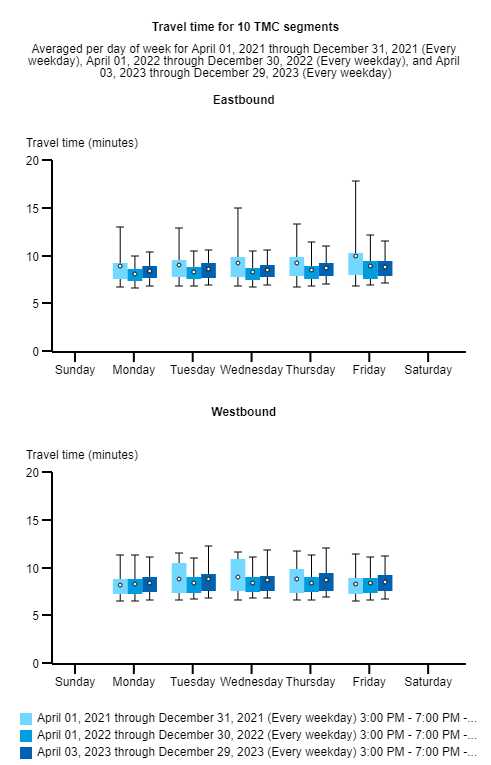 Travel time for 10 TMC segments
Averaged per day of week for April 01, 2021 through December 31, 2021 (Every
weekday), April 01, 2022 through December 30, 2022 (Every weekday), and April
03, 2023 through December 29, 2023 (Every weekday)
Eastbound
Travel time (minutes)
20
15
10
5
0
Sunday Monday Tuesday Wednesday Thursday Friday Saturday
Westbound
Travel time (minutes)
20
15
10
5
0
Sunday Monday Tuesday Wednesday Thursday Friday Saturday
April 01, 2021 through December 31, 2021 (Every weekday) 3:00 PM - 7:00 PM -...
April 01, 2022 through December 30, 2022 (Every weekday) 3:00 PM - 7:00 PM -...
April 03, 2023 through December 29, 2023 (Every weekday) 3:00 PM - 7:00 PM -...